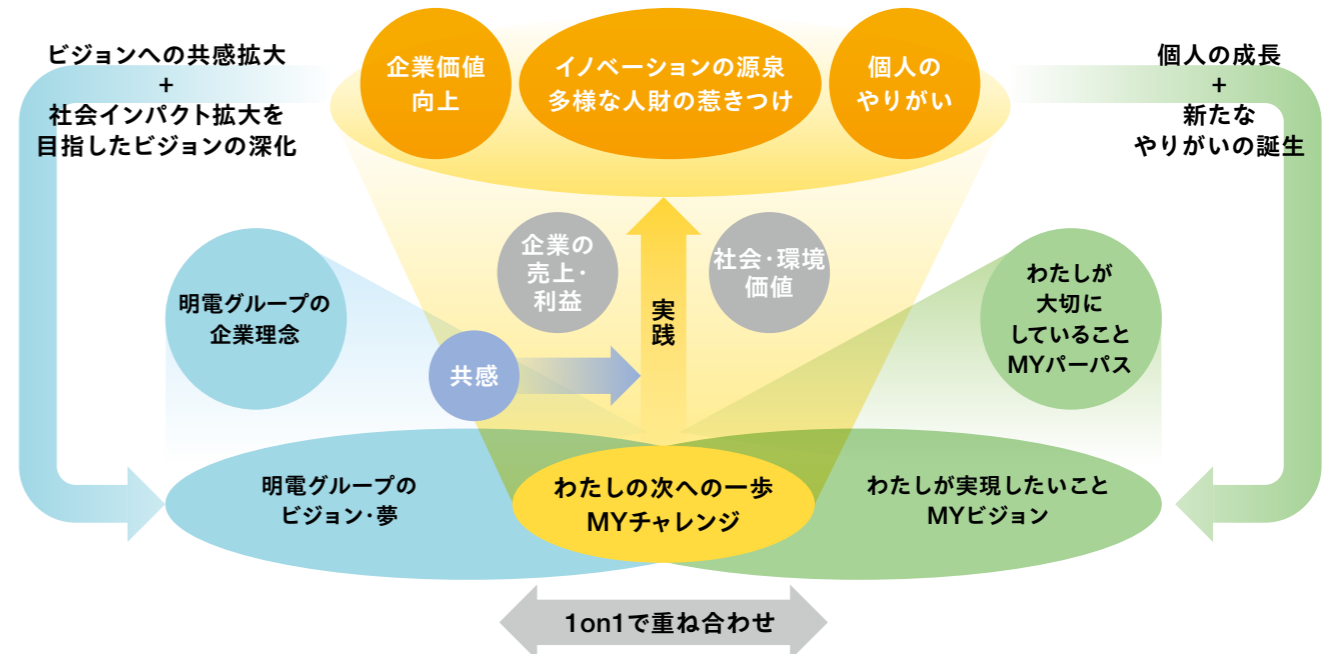 ビジョンへの共感拡大
+
社会インパクト拡大を
目指したビジョンの深化
企業価値
向上
イノベーションの源泉
多様な人財の惹きつけ
個人の
やりがい
個人の成長
+
新たな
やりがいの誕生
明電グループの
企業理念
企業の
売上・
利益
共感
実践
社会・環境
価値
わたしが
大切に
していること
MYパーパス
明電グループの
ビジョン・夢
わたしの次への一歩
MYチャレンジ
わたしが実現したいこと
MYビジョン
1on1で重ね合わせ